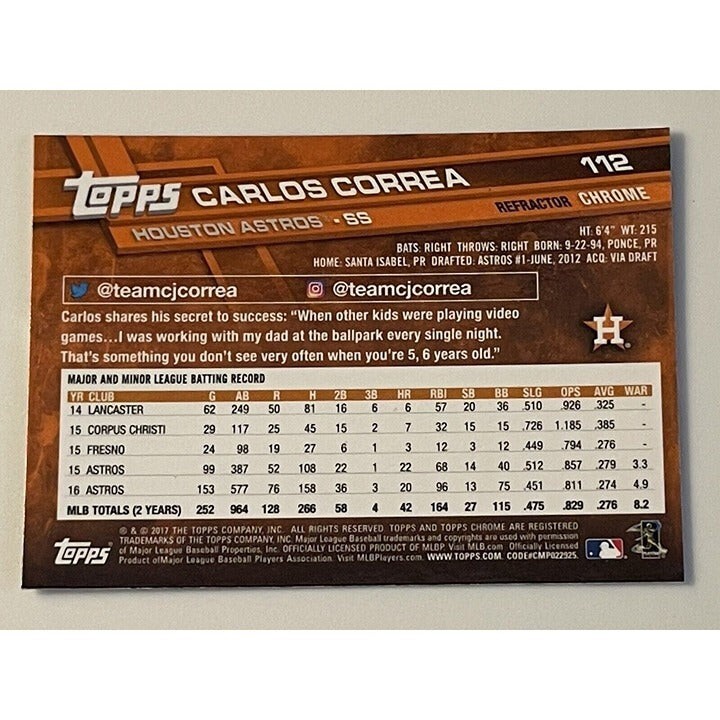 TOPPS CARLOS CORREA 112
HOUSTON ASTROS • SS REFRACTOR CHROME
HT: 6'4" WT: 215
BATS: RIGHT THROWS: RIGHT BORN: 9-22-94, PONCE, PR
HOME: SANTA ISABEL, PR DRAFTED: ASTROS #1-JUNE, 2012 ACQ: VIA DRAFT
@teamcjcorrea @teamcjcorrea
Carlos shares his secret to success: “When other kids were playing video
games...I was working with my dad at the ballpark every single night.
That's something you don't see very often when you're 5, 6 years old.”
H
MAJOR AND MINOR LEAGUE BATTING RECORD
YR CLUB G AB R H 2B 3B HR RBI SB BB SLG OPS AVG WAR
14 LANCASTER 62 249 50 81 16 6 6 57 20 36 .510 .926 .325 -
15 CORPUS CHRISTI 29 117 25 45 15 2 7 32 15 15 .726 1.185 .385 -
15 FRESNO 24 98 19 27 6 1 3 12 3 12 .449 .794 .276 -
15 ASTROS 99 387 52 108 22 1 22 68 14 40 .512 .857 .279 3.3
16 ASTROS 153 577 76 158 36 3 20 96 13 75 .451 .811 .274 4.9
MLB TOTALS (2 YEARS) 252 964 128 266 58 4 42 164 27 115 .475 .829 .276 8.2
® & © 2017 THE TOPPS COMPANY, INC. ALL RIGHTS RESERVED. TOPPS AND TOPPS CHROME ARE REGISTERED
TRADEMARKS OF THE TOPPS COMPANY, INC. Major League Baseball trademarks and copyrights are used with permission
of Major League Baseball Properties, Inc. OFFICIALLY LICENSED PRODUCT OF MLBP. Visit MLB.com. Officially Licensed
Product of Major League Baseball Players Association. Visit MLBPlayers.com. WWW.TOPPS.COM. CODE#CMP022925.
TOPPS